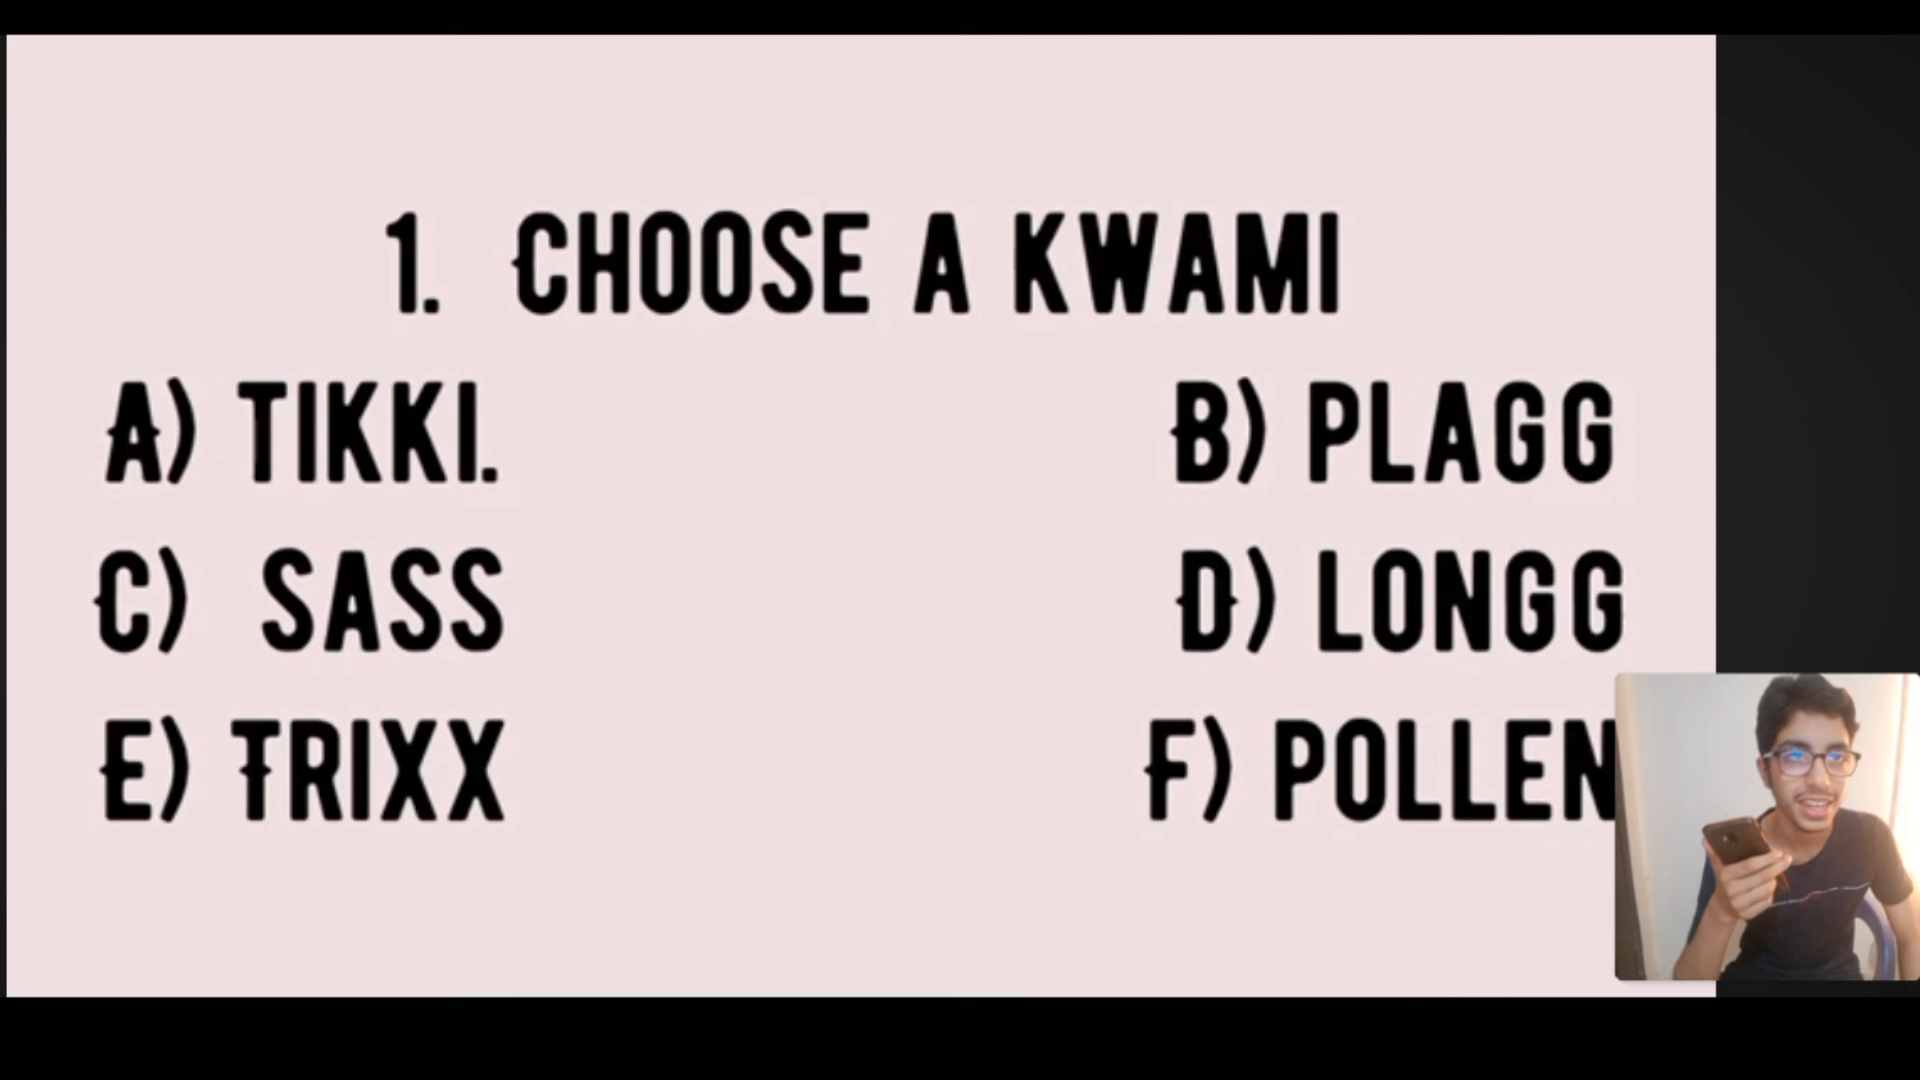 1. CHOOSE A KWAMI
A) TIKKI. B) PLAGG
C) SASS D) LONGG
E) TRIXX F) POLLEN